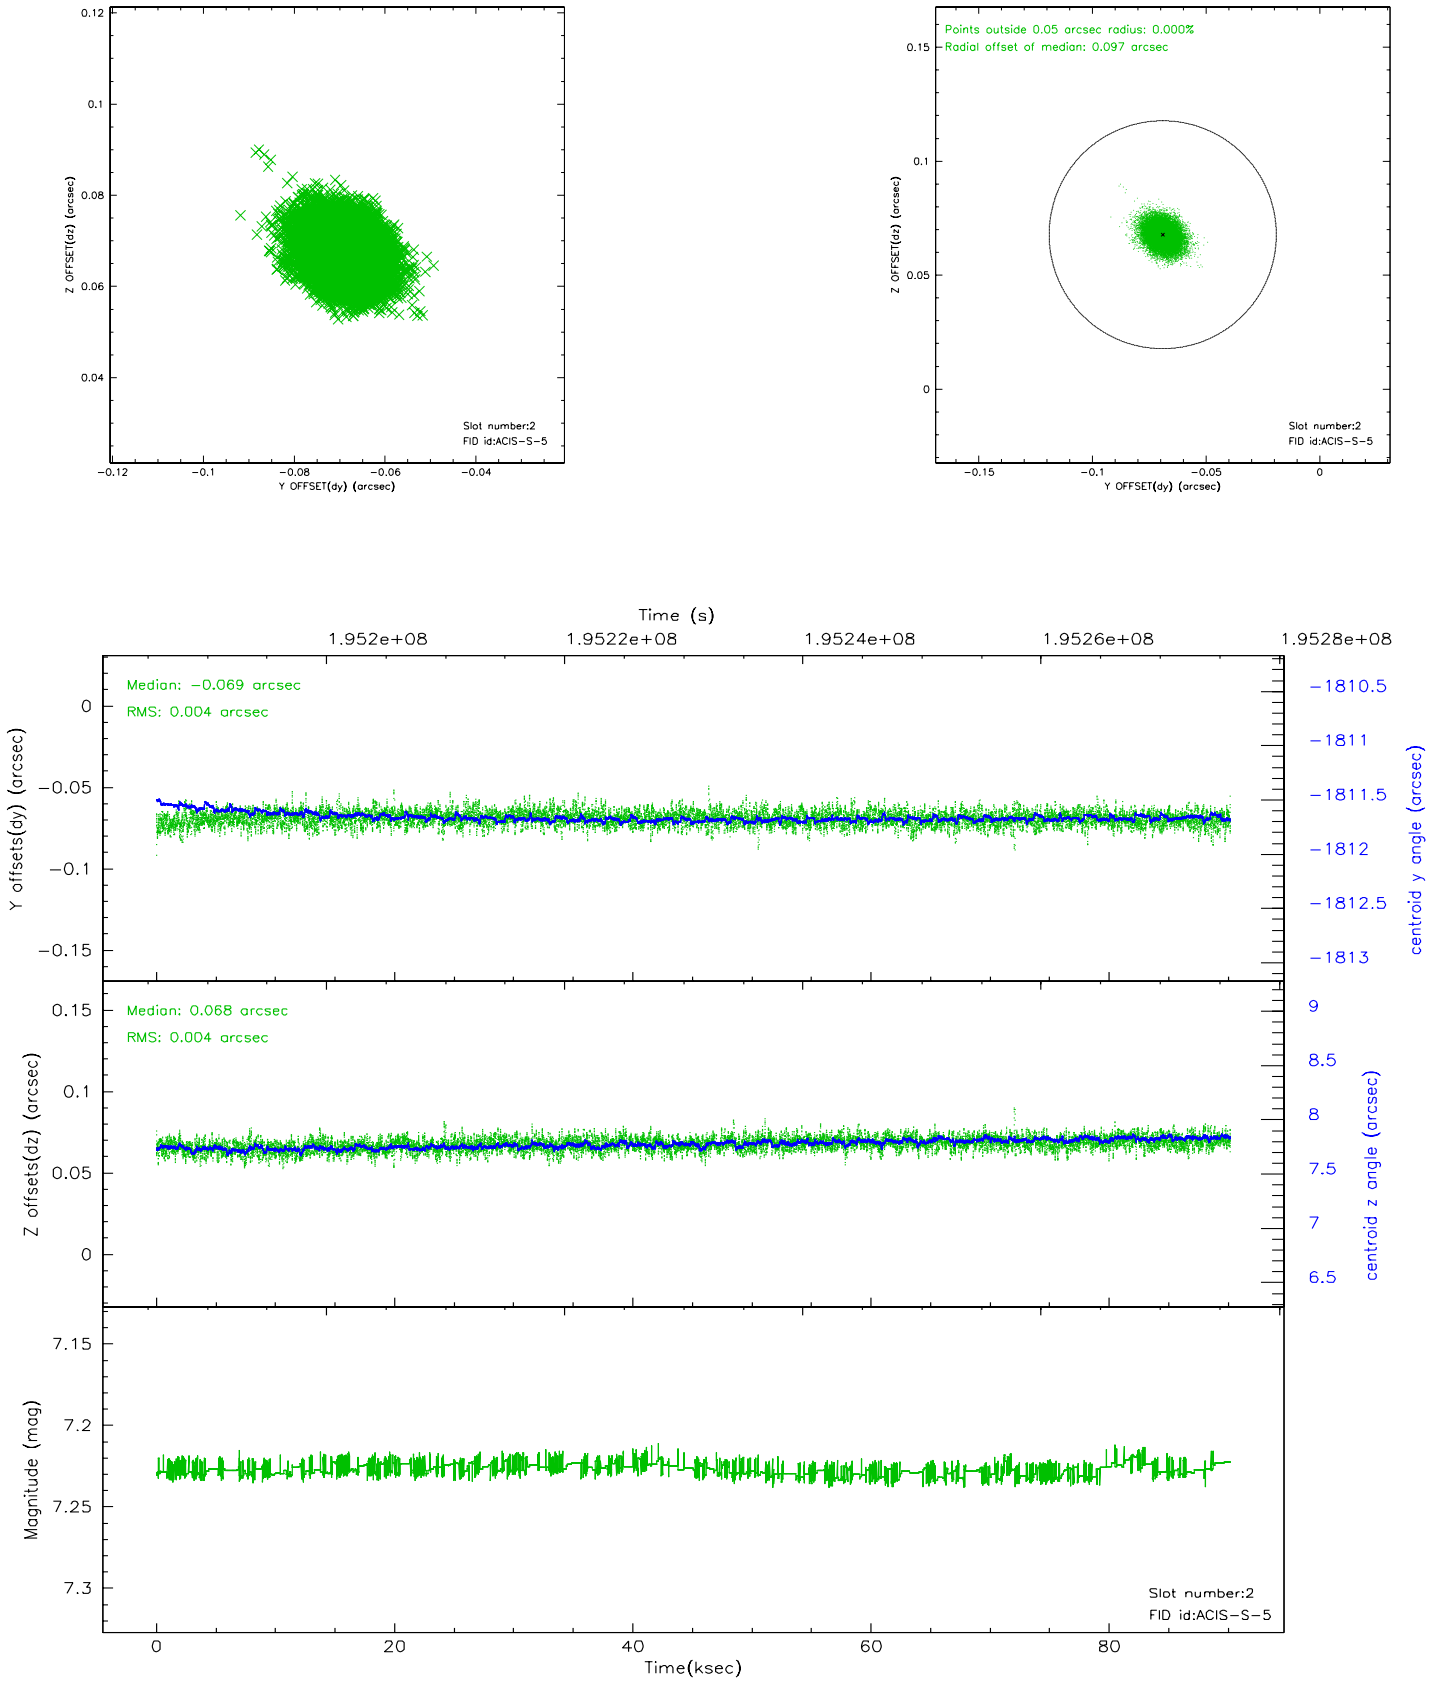 0.12
0.1
0.08
0.06
0.04
Z OFFSET(dz) (arcsec)
Slot number:2
FID id:ACIS-S-5
-0.12 -0.1 -0.08 -0.06 -0.04
Y OFFSET(dy) (arcsec)
Points outside 0.05 arcsec radius: 0.000%
Radial offset of median: 0.097 arcsec
0.15
0.1
0.05
0
Z OFFSET(dz) (arcsec)
Slot number:2
FID id:ACIS-S-5
-0.15 -0.1 -0.05 0
Y OFFSET(dy) (arcsec)
Time (s)
1.952e+08 1.9522e+08 1.9524e+08 1.9526e+08 1.9528e+08
Median: -0.069 arcsec
RMS: 0.004 arcsec
0
-0.05
-0.1
-0.15
Y offsets(dy) (arcsec)
-1810.5
-1811
-1811.5
-1812
-1812.5
-1813
centroid y angle (arcsec)
Median: 0.068 arcsec
RMS: 0.004 arcsec
0.15
0.1
0.05
0
Z offsets(dz) (arcsec)
9
8.5
8
7.5
7
6.5
centroid z angle (arcsec)
7.15
7.2
7.25
7.3
Magnitude (mag)
Slot number:2
FID id:ACIS-S-5
0 20 40 60 80
Time(ksec)